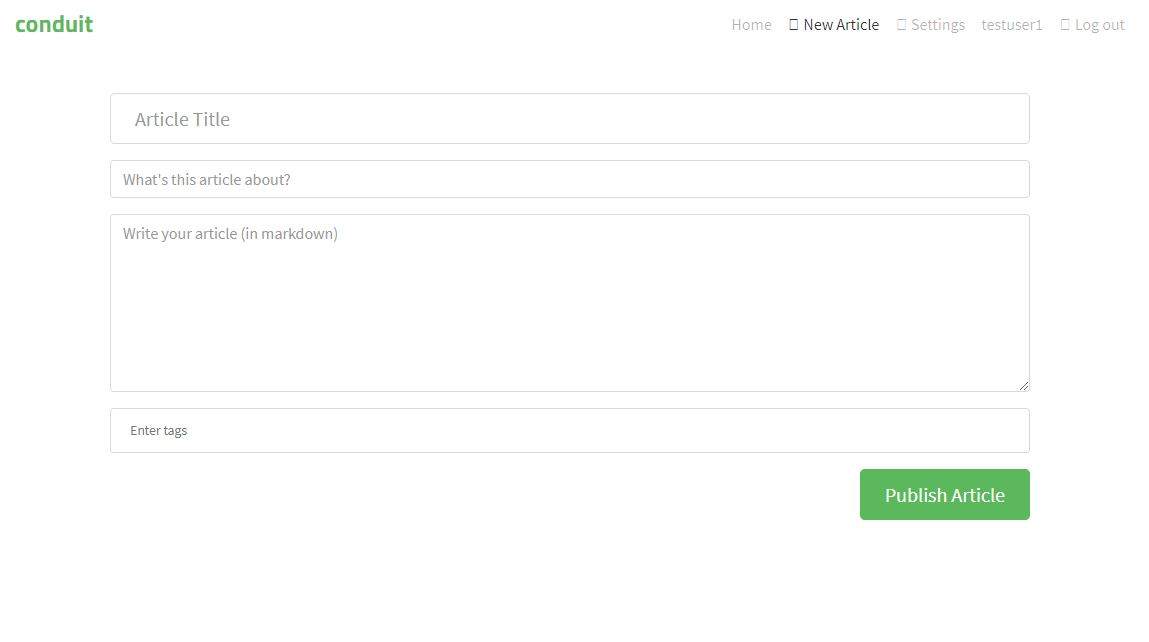 conduit
Home New Article Settings testuser1 Log out
Article Title
What's this article about?
Write your article (in markdown)
Enter tags
Publish Article